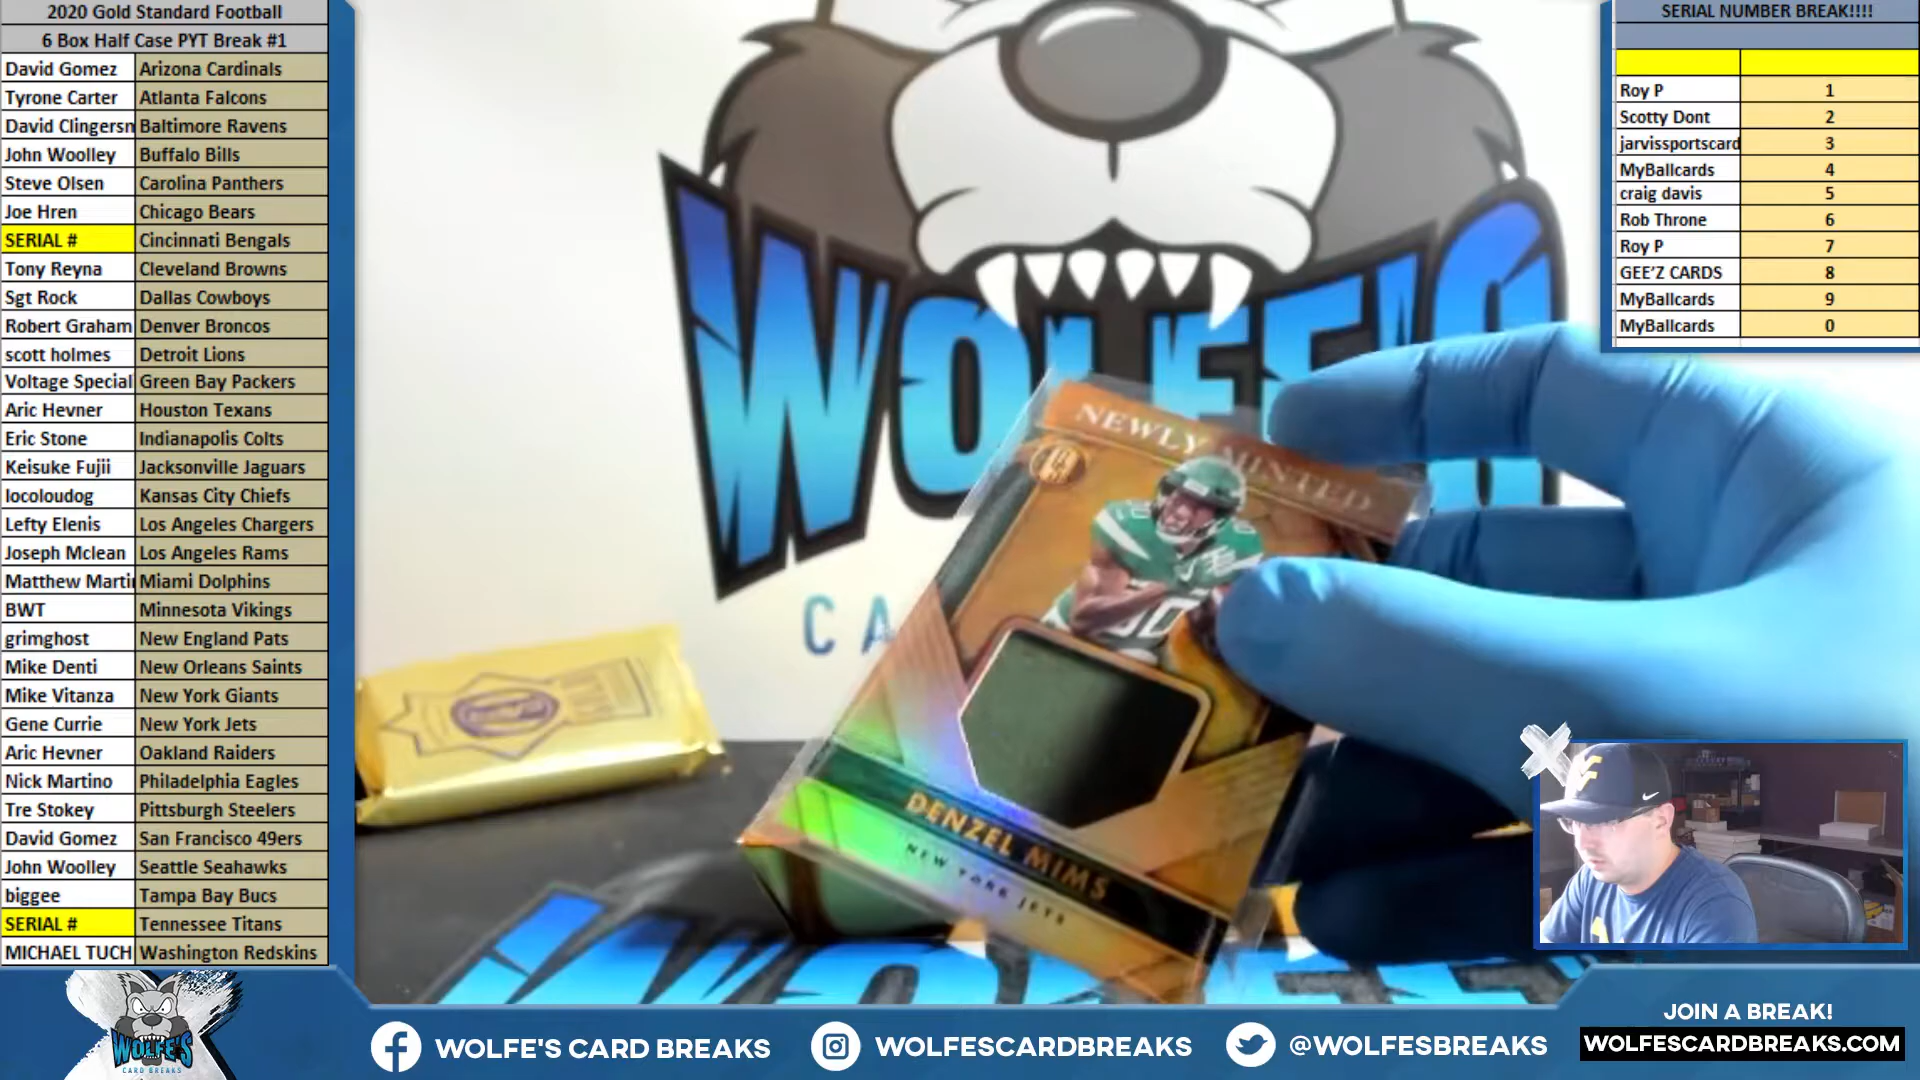 2020 Gold Standard Football
6 Box Half Case PYT Break #1
David Gomez Arizona Cardinals
Tyrone Carter Atlanta Falcons
David Clingersn Baltimore Ravens
John Woolley Buffalo Bills
Steve Olsen Carolina Panthers
Joe Hren Chicago Bears
SERIAL # Cincinnati Bengals
Tony Reyna Cleveland Browns
Sgt Rock Dallas Cowboys
Robert Graham Denver Broncos
scott holmes Detroit Lions
Voltage Special Green Bay Packers
Aric Hevner Houston Texans
Eric Stone Indianapolis Colts
Keisuke Fujii Jacksonville Jaguars
locoloudog Kansas City Chiefs
Lefty Elenis Los Angeles Chargers
Joseph Mclean Los Angeles Rams
Matthew Marti Miami Dolphins
BWT Minnesota Vikings
grimghost New England Pats
Mike Denti New Orleans Saints
Mike Vitanza New York Giants
Gene Currie New York Jets
Aric Hevner Oakland Raiders
Nick Martino Philadelphia Eagles
Tre Stokey Pittsburgh Steelers
David Gomez San Francisco 49ers
John Woolley Seattle Seahawks
biggee Tampa Bay Bucs
SERIAL # Tennessee Titans
MICHAEL TUCH Washington Redskins
SERIAL NUMBER BREAK!!!!
Roy P 1
Scotty Dont 2
jarvissportscard 3
MyBallcards 4
craig davis 5
Rob Throne 6
Roy P 7
GEE'Z CARDS 8
MyBallcards 9
MyBallcards 0
WOLFE'S
CA
NEWLY MINTED
DENZEL MIMS
NEW YORK JETS
WOLFE'S
CARD BREAKS
WOLFE'S CARD BREAKS
WOLFESCARDBREAKS
@WOLFESBREAKS
JOIN A BREAK!
WOLFESCARDBREAKS.COM